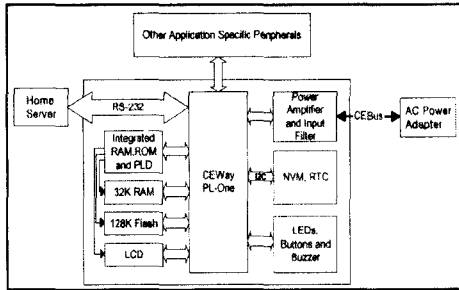 Other Application Specific Peripherals
Home
Server
RS-232
Integrated
RAM,ROM
and PLD
32K RAM
128K Flash
LCD
CEWay
PL-One
Power
Amplifier
and Input
Filter
CEBus
AC Power
Adapter
I2C
NVM, RTC
LEDs,
Buttons and
Buzzer